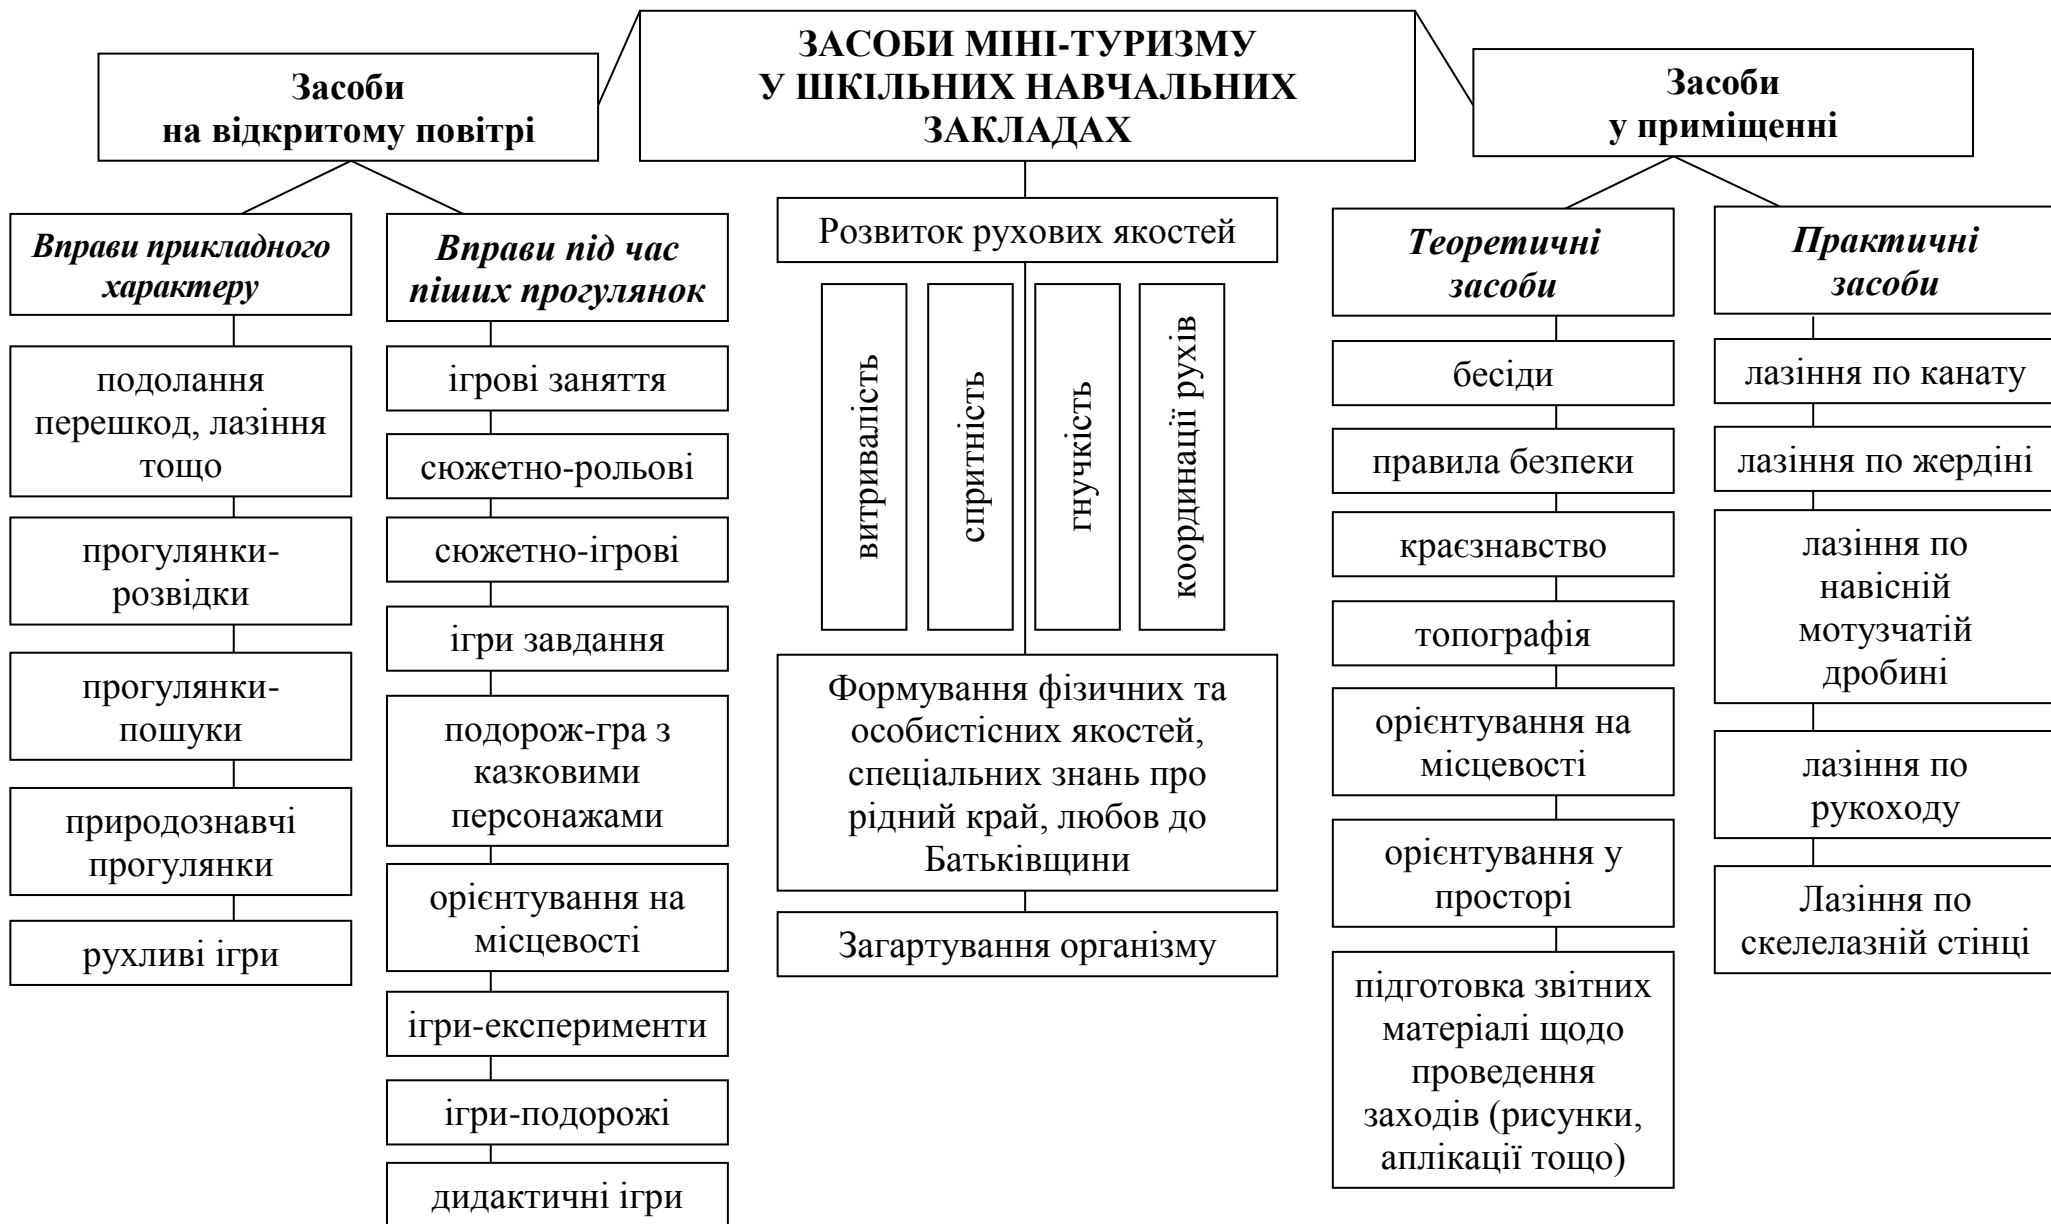 ЗАСОБИ МІНІ-ТУРИЗМУ
У ШКІЛЬНИХ НАВЧАЛЬНИХ
ЗАКЛАДАХ
Засоби
на відкритому повітрі
Вправи прикладного
характеру
подолання
перешкод, лазіння
тощо
прогулянки-
розвідки
прогулянки-
пошуки
природознавчі
прогулянки
рухливі ігри
Вправи під час
піших прогулянок
ігрові заняття
сюжетно-рольові
сюжетно-ігрові
ігри завдання
подорож-гра з
казковими
персонажами
орієнтування на
місцевості
ігри-експерименти
ігри-подорожі
дидактичні ігри
Розвиток рухових якостей
витривалість
спритність
гнучкість
координації рухів
Формування фізичних та
особистісних якостей,
спеціальних знань про
рідний край, любов до
Батьківщини
Загартування організму
Засоби
у приміщенні
Теоретичні
засоби
бесіди
правила безпеки
краєзнавство
топографія
орієнтування на
місцевості
орієнтування у
просторі
підготовка звітних
матеріалі щодо
проведення
заходів (рисунки,
аплікації тощо)
Практичні
засоби
лазіння по канату
лазіння по жердіні
лазіння по
навісній
мотузчатій
дробині
лазіння по
рукоходу
Лазіння по
скелелазній стінці